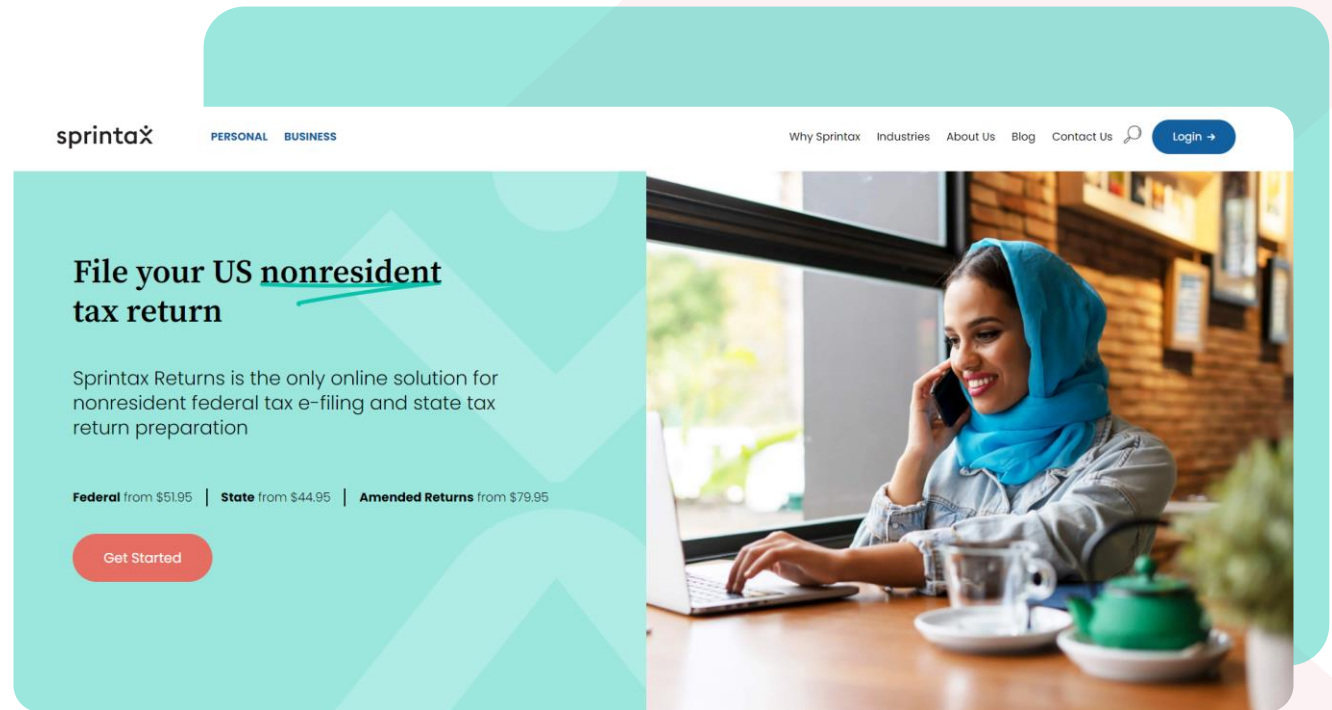 sprintax
PERSONAL BUSINESS
Why Sprintax Industries About Us Blog Contact Us
Login →
File your US nonresident
tax return
Sprintax Returns is the only online solution for
nonresident federal tax e-filing and state tax
return preparation
Federal from $51.95 | State from $44.95 | Amended Returns from $79.95
Get Started